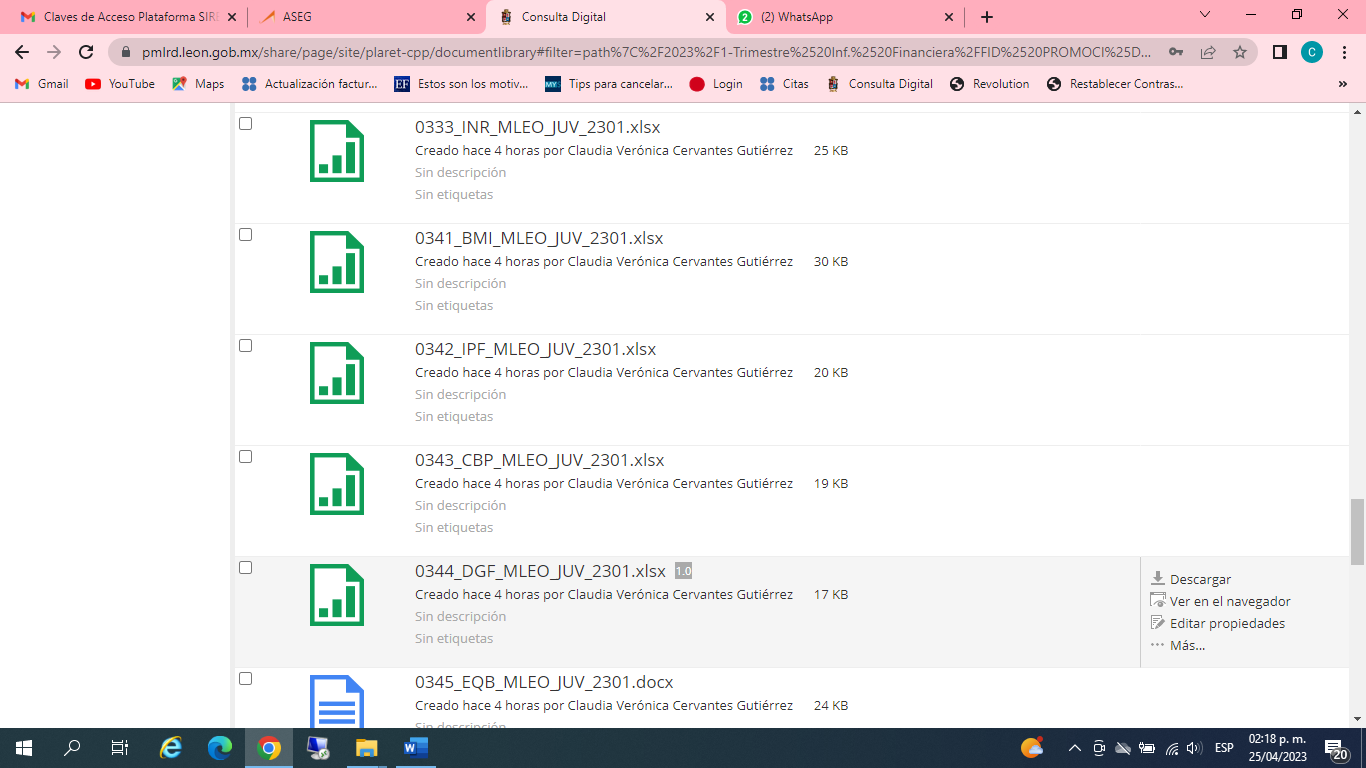 Claves de Acceso Plataforma SIRE
ASEG
Consulta Digital
(2) WhatsApp
pmlrd.leon.gob.mx/share/page/site/plaret-cpp/documentlibrary#filter=path%7C%2F2023%2F1-Trimestre%2520Inf.%2520Financiera%2FFID%2520PROMOCI%25D...
Gmail
YouTube
Maps
Actualización factur...
Estos son los motiv...
Tips para cancelar...
Login
Citas
Consulta Digital
Revolution
Restablecer Contras...
»
0333_INR_MLEO_JUV_2301.xlsx
Creado hace 4 horas por Claudia Verónica Cervantes Gutiérrez 25 KB
Sin descripción
Sin etiquetas
0341_BMI_MLEO_JUV_2301.xlsx
Creado hace 4 horas por Claudia Verónica Cervantes Gutiérrez 30 KB
Sin descripción
Sin etiquetas
0342_IPF_MLEO_JUV_2301.xlsx
Creado hace 4 horas por Claudia Verónica Cervantes Gutiérrez 20 KB
Sin descripción
Sin etiquetas
0343_CBP_MLEO_JUV_2301.xlsx
Creado hace 4 horas por Claudia Verónica Cervantes Gutiérrez 19 KB
Sin descripción
Sin etiquetas
0344_DGF_MLEO_JUV_2301.xlsx 1.0
Creado hace 4 horas por Claudia Verónica Cervantes Gutiérrez 17 KB
Sin descripción
Sin etiquetas
Descargar
Ver en el navegador
Editar propiedades
Más...
0345_EQB_MLEO_JUV_2301.docx
Creado hace 4 horas por Claudia Verónica Cervantes Gutiérrez 24 KB
Sin descripción
ESP
02:18 p. m.
25/04/2023
20